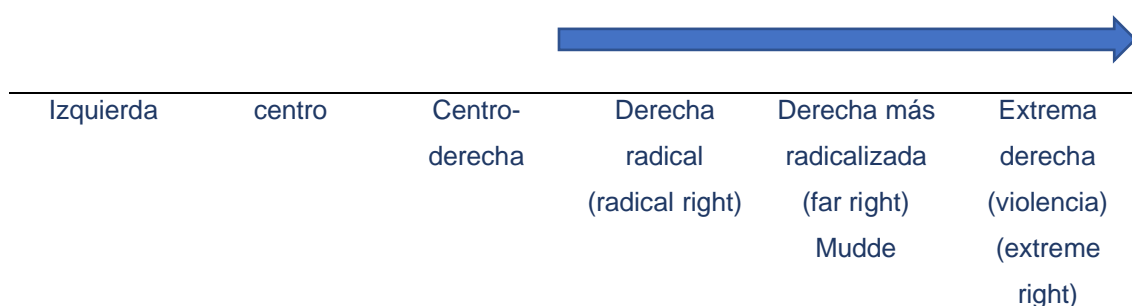 Izquierda centro Centro- Derecha Derecha más Extrema
derecha radical radicalizada derecha
(radical right) (far right) (violencia)
Mudde (extreme
right)